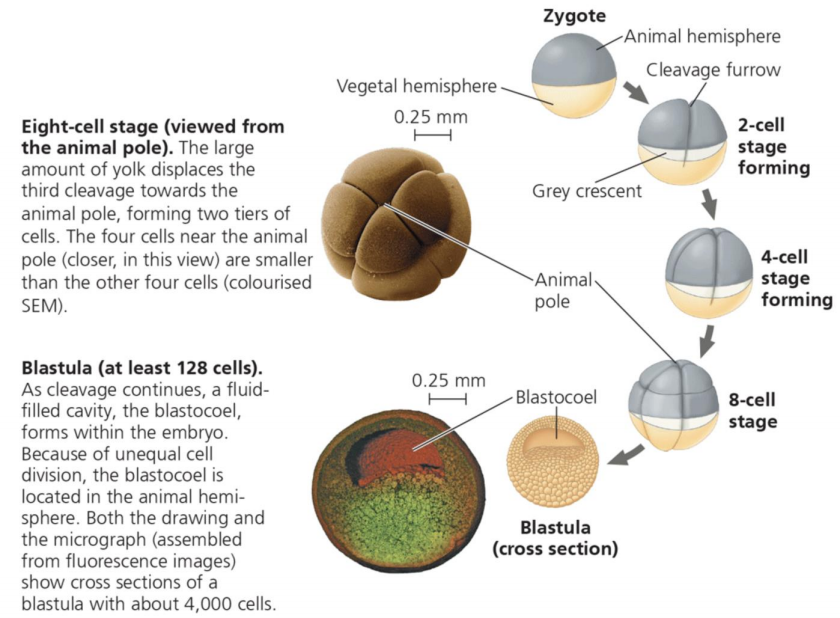 Zygote
Animal hemisphere
Cleavage furrow
Vegetal hemisphere
0.25 mm
Eight-cell stage (viewed from
the animal pole). The large
amount of yolk displaces the
third cleavage towards the
animal pole, forming two tiers of
cells. The four cells near the animal
pole (closer, in this view) are smaller
than the other four cells (colourised
SEM).
2-cell
stage
forming
Grey crescent
4-cell
stage
forming
Animal
pole
Blastula (at least 128 cells).
As cleavage continues, a fluid-
filled cavity, the blastocoel,
forms within the embryo.
Because of unequal cell
division, the blastocoel is
located in the animal hemi-
sphere. Both the drawing and
the micrograph (assembled
from fluorescence images)
show cross sections of a
blastula with about 4,000 cells.
0.25 mm
Blastocoel
8-cell
stage
Blastula
(cross section)